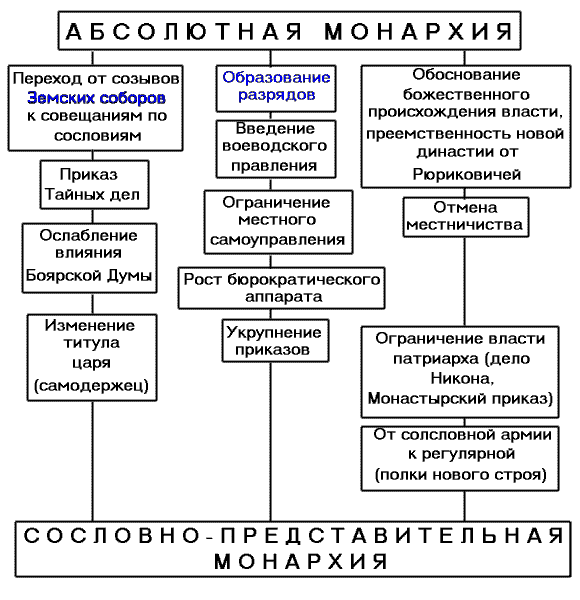 АБСОЛЮТНАЯ МОНАРХИЯ
Переход от созывов
Земских соборов
к совещаниям по
сословиям
Приказ
Тайных дел
Ослабление
влияния
Боярской Думы
Изменение
титула
царя
(самодержец)
Образование
разрядов
Введение
воеводского
правления
Ограничение
местного
самоуправления
Рост бюрократического
аппарата
Укрупнение
приказов
Обоснование
божественного
происхождения власти,
преемственность новой
династии от
Рюриковичей
Отмена
местничиства
Ограничение власти
патриарха (дело
Никона,
Монастырский приказ)
От солсловной армии
к регулярной
(полки нового строя)
СОСЛОВНО-ПРЕДСТАВИТЕЛЬНАЯ
МОНАРХИЯ